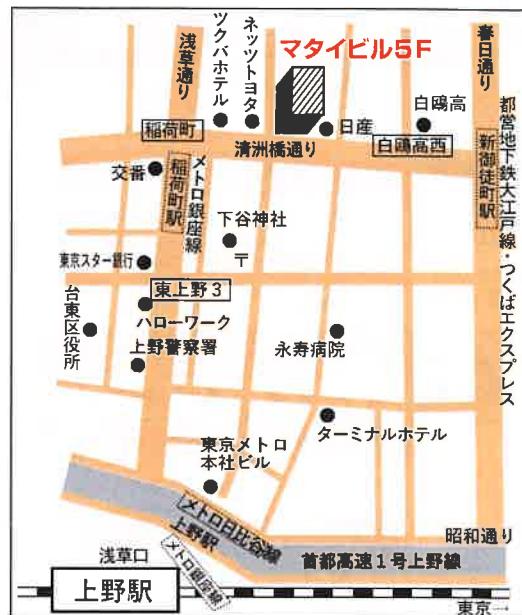 浅草通り
ツクバホテル
ネッツトヨタ
マタイビル5F
春日通り
稲荷町
日産
白鴎高
清洲橋通り
白鴎高西
新御徒町駅
都営地下鉄大江戸線・つくばエクスプレス
交番
稲荷町駅
メトロ銀座線
下谷神社
〒
東京スター銀行
東上野3
台東区役所
ハローワーク
上野警察署
永寿病院
ターミナルホテル
東京メトロ
本社ビル
メトロ日比谷線
上野駅
昭和通り
首都高速1号上野線
浅草口
メトロ銀座線
上野駅
東京→